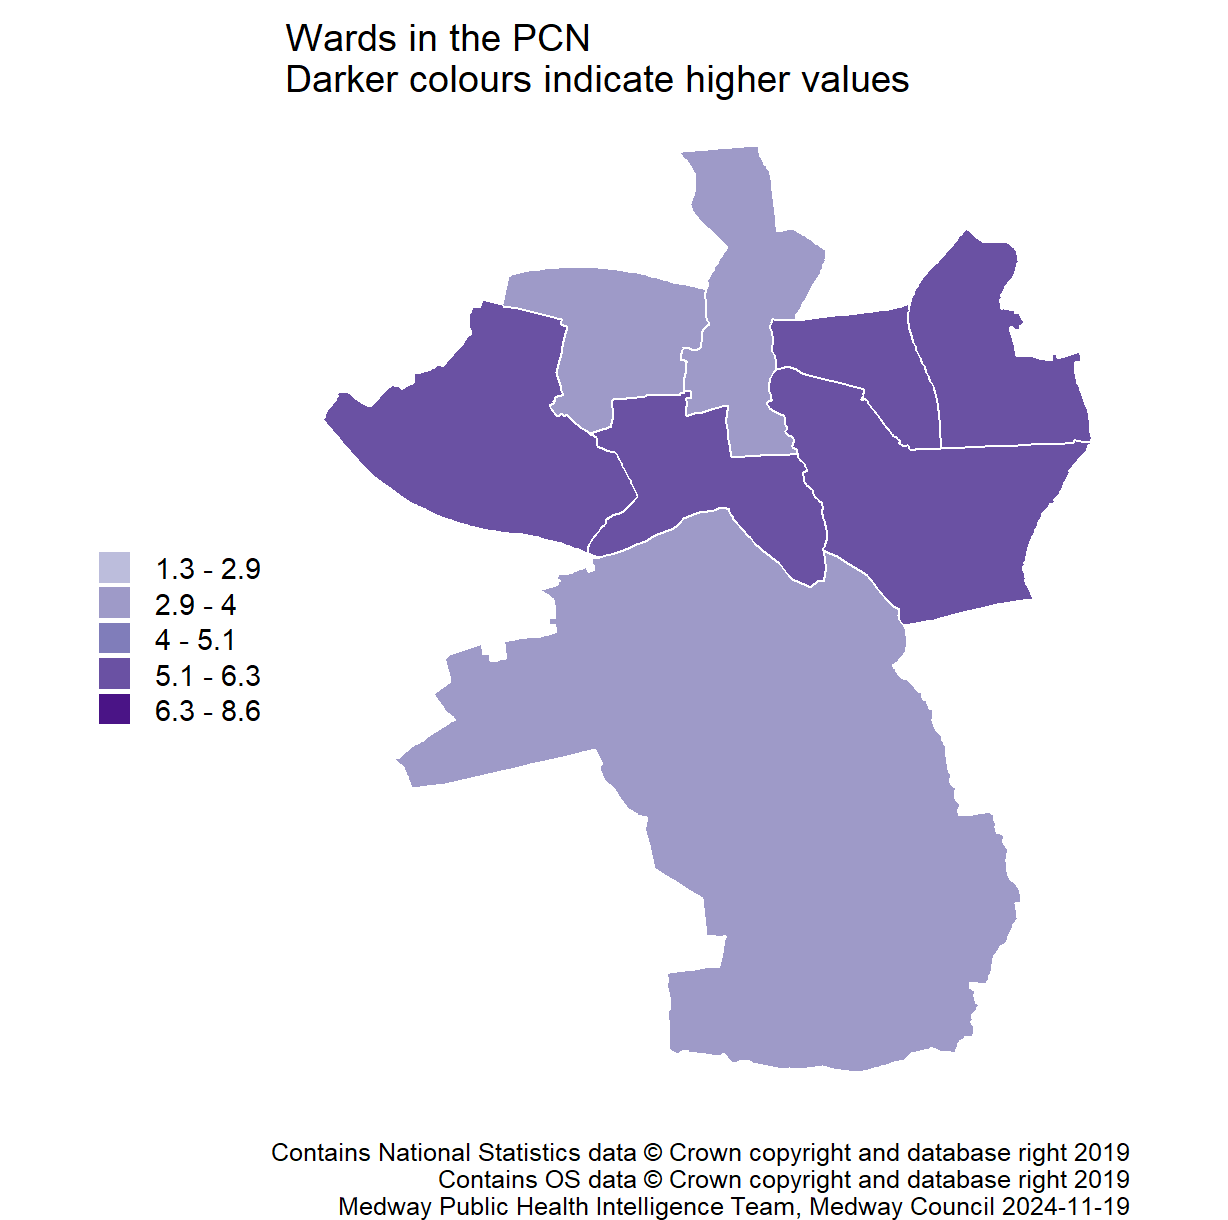 Wards in the PCN
Darker colours indicate higher values
1.3 - 2.9
2.9 - 4
4 - 5.1
5.1 - 6.3
6.3 - 8.6
Contains National Statistics data © Crown copyright and database right 2019
Contains OS data © Crown copyright and database right 2019
Medway Public Health Intelligence Team, Medway Council 2024-11-19